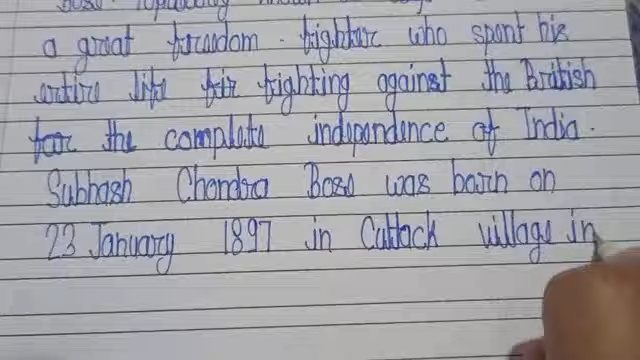 a great freedom fighter who spent his
entire life for fighting against the British
for the complete independence of India.
Subhash Chandra Bose was born on
23 January 1897 in Cuttack village in